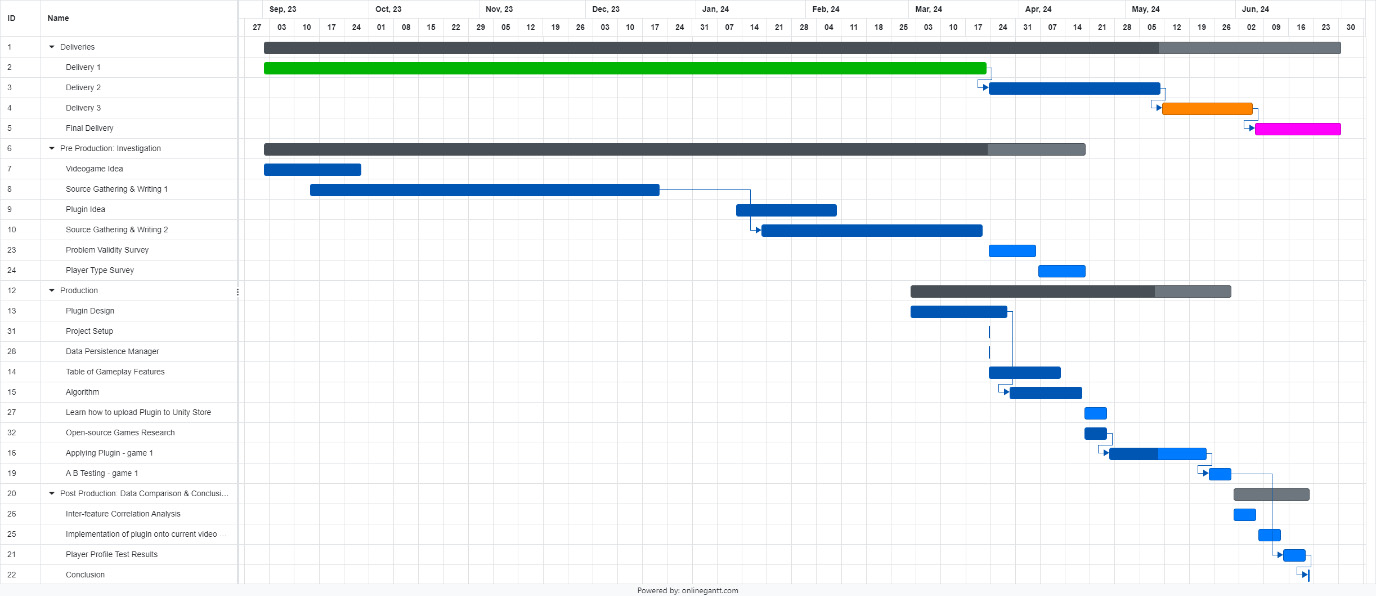 ID Name Sep, 23 Oct, 23 Nov, 23 Dec, 23 Jan, 24 Feb, 24 Mar, 24 Apr, 24 May, 24 Jun, 24
27 03 10 17 24 01 08 15 22 29 05 12 19 26 03 10 17 24 31 07 14 21 28 04 11 18 25 03 10 17 24 31 07 14 21 28 05 12 19 26 02 09 16 23 30
1 Deliveries
2 Delivery 1
3 Delivery 2
4 Delivery 3
5 Final Delivery
6 Pre Production: Investigation
7 Videogame Idea
8 Source Gathering & Writing 1
9 Plugin Idea
10 Source Gathering & Writing 2
23 Problem Validity Survey
24 Player Type Survey
12 Production
13 Plugin Design
31 Project Setup
28 Data Persistence Manager
14 Table of Gameplay Features
15 Algorithm
27 Learn how to upload Plugin to Unity Store
32 Open-source Games Research
16 Applying Plugin - game 1
19 A B Testing - game 1
20 Post Production: Data Comparison & Conclusi...
26 Inter-feature Correlation Analysis
25 Implementation of plugin onto current video
21 Player Profile Test Results
22 Conclusion
Powered by: onlinegantt.com